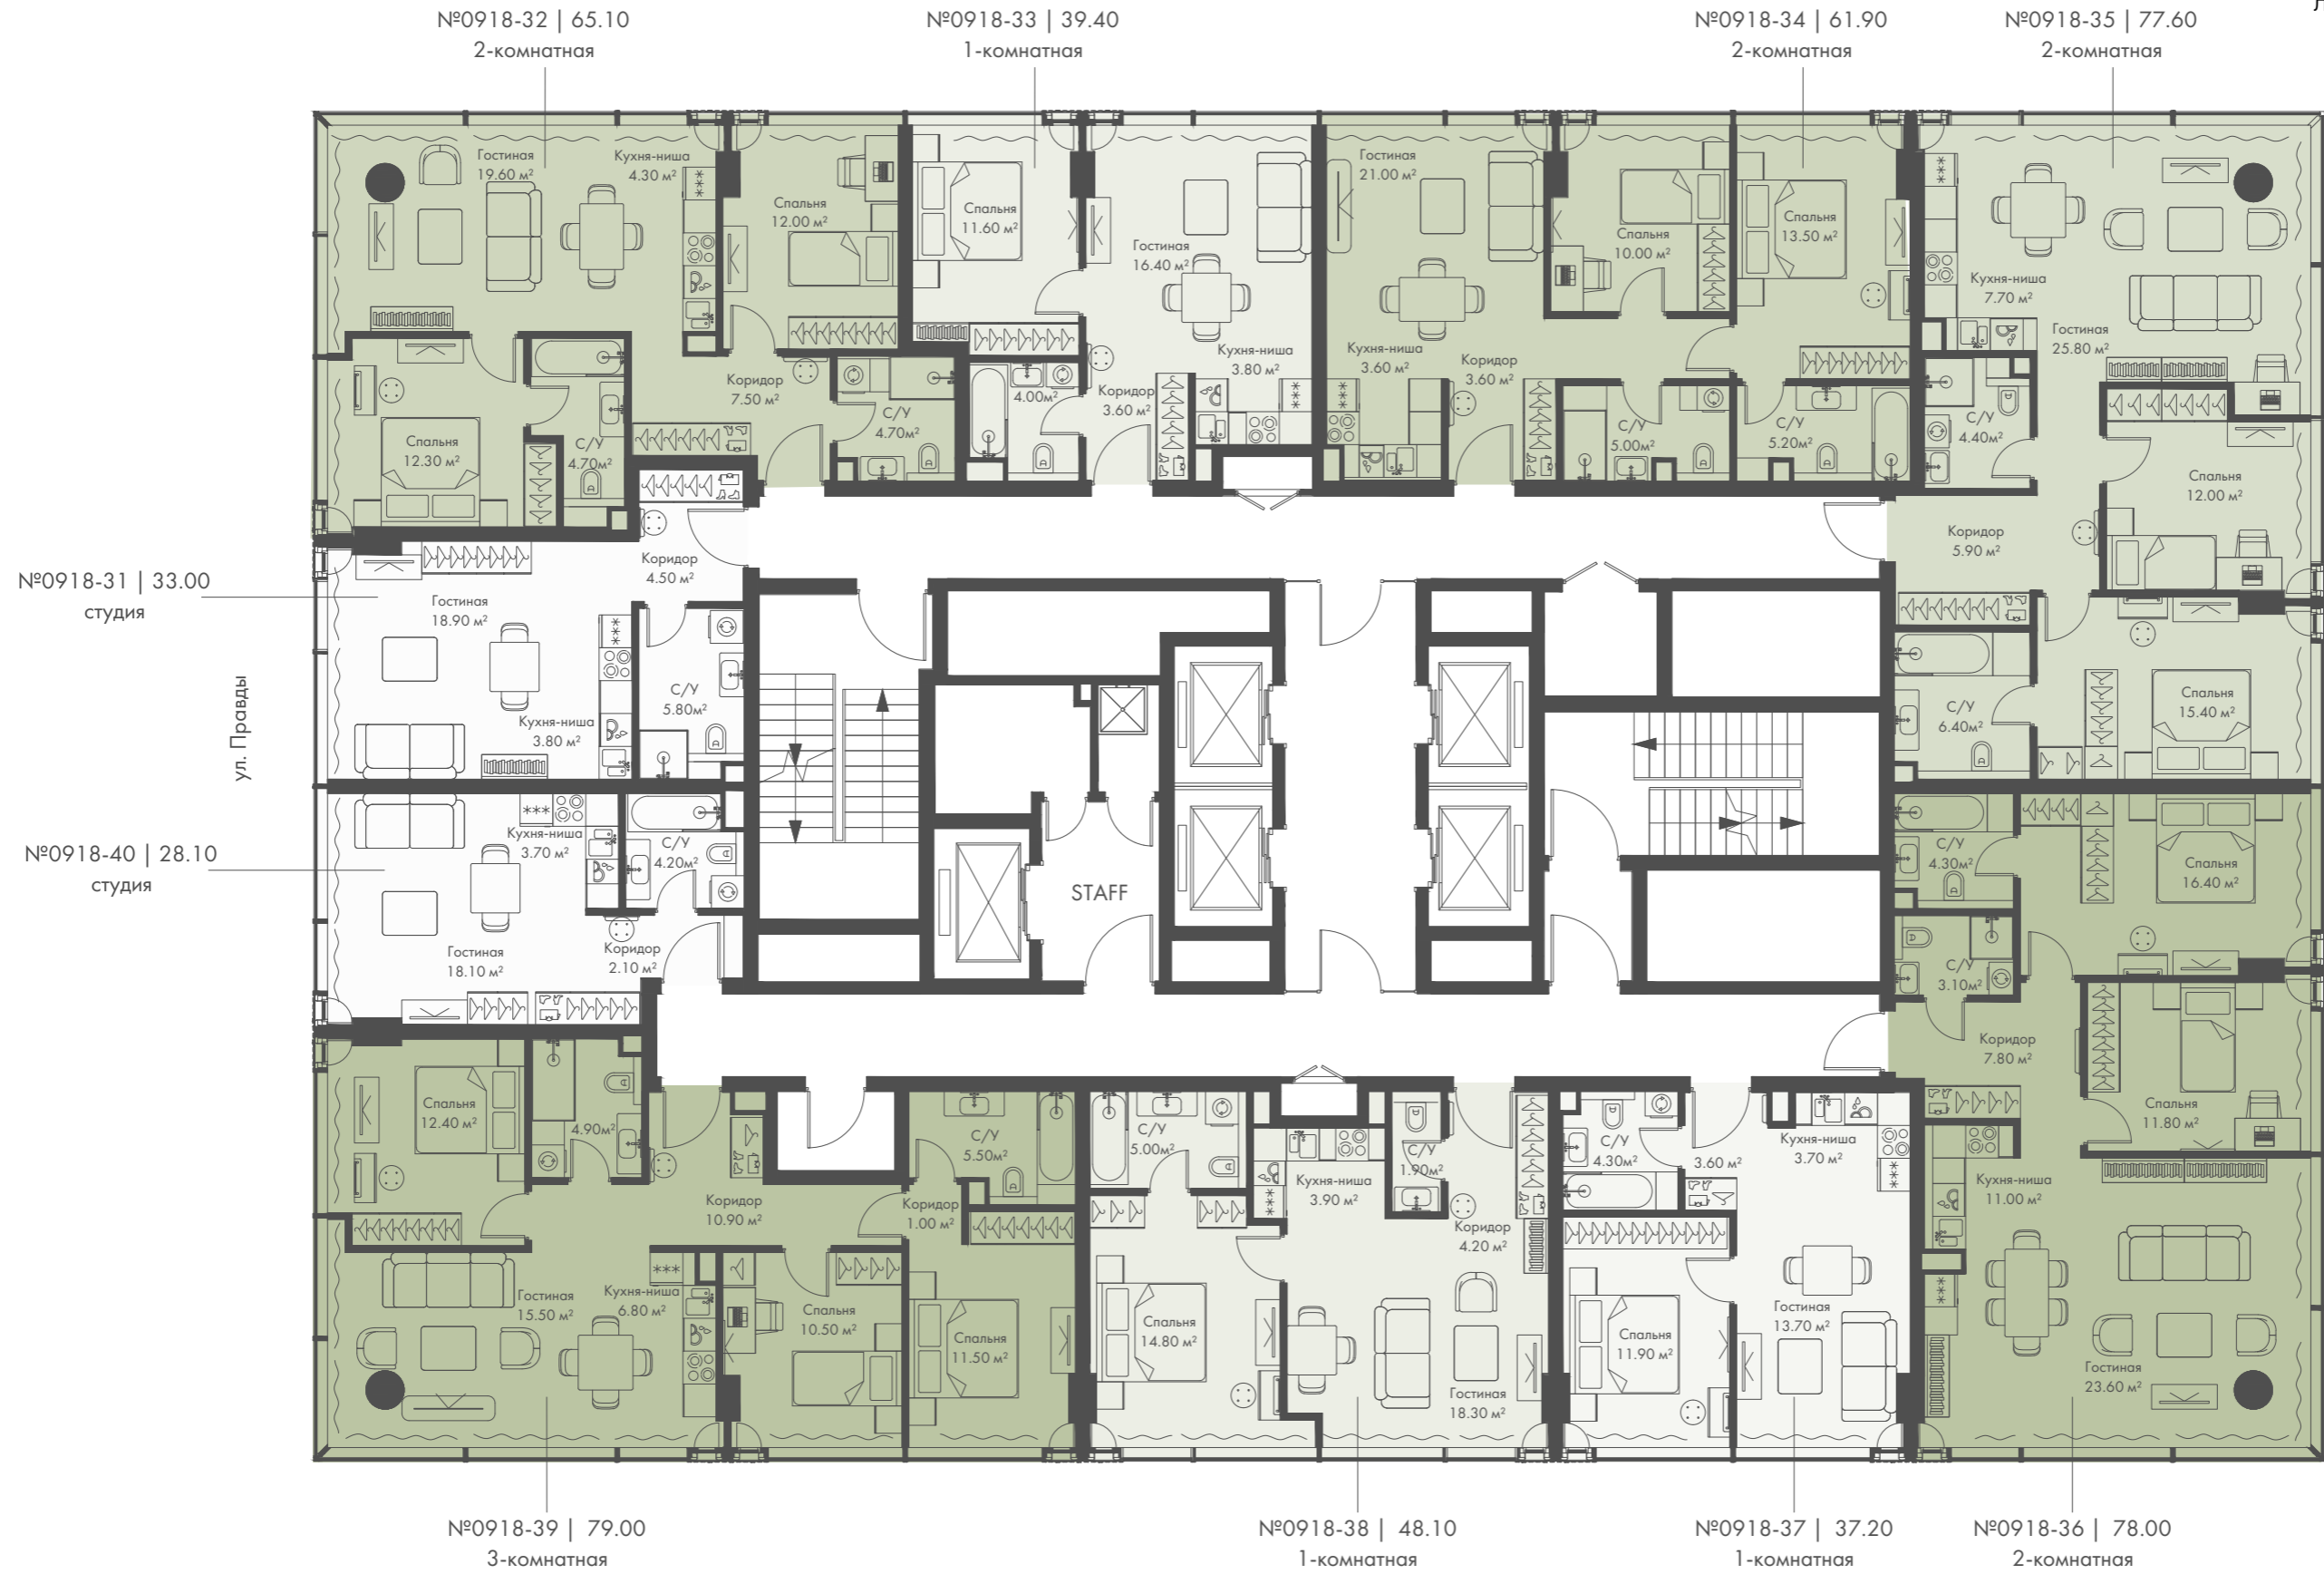 №0918-32 | 65.10
2-комнатная
№0918-33 | 39.40
1-комнатная
№0918-34 | 61.90
2-комнатная
№0918-35 | 77.60
2-комнатная
Гостиная
19.60 м²
Кухня-ниша
4.30 м²
Спальня
12.00 м²
Спальня
12.30 м²
С/У
4.70м²
Коридор
7.50 м²
С/У
4.70м²
Спальня
11.60 м²
Гостиная
16.40 м²
Кухня-ниша
3.80 м²
4.00м²
Коридор
3.60 м²
Гостиная
21.00 м²
Кухня-ниша
3.60 м²
Коридор
3.60 м²
Спальня
10.00 м²
Спальня
13.50 м²
С/У
5.00м²
С/У
5.20м²
Кухня-ниша
7.70 м²
Гостиная
25.80 м²
С/У
4.40м²
Спальня
12.00 м²
Коридор
5.90 м²
С/У
6.40м²
Спальня
15.40 м²
№0918-31 | 33.00
студия
Коридор
4.50 м²
Гостиная
18.90 м²
С/У
5.80м²
Кухня-ниша
3.80 м²
ул. Правды
№0918-40 | 28.10
студия
Кухня-ниша
3.70 м²
С/У
4.20м²
Гостиная
18.10 м²
Коридор
2.10 м²
STAFF
С/У
4.30м²
Спальня
16.40 м²
С/У
3.10м²
Коридор
7.80 м²
Спальня
11.80 м²
Кухня-ниша
11.00 м²
Гостиная
23.60 м²
Спальня
12.40 м²
4.90м²
Коридор
10.90 м²
С/У
5.50м²
Коридор
1.00 м²
Гостиная
15.50 м²
Кухня-ниша
6.80 м²
Спальня
10.50 м²
Спальня
11.50 м²
С/У
5.00м²
Кухня-ниша
3.90 м²
С/У
1.90м²
Коридор
4.20 м²
Спальня
14.80 м²
Гостиная
18.30 м²
С/У
4.30м²
3.60 м²
Кухня-ниша
3.70 м²
Спальня
11.90 м²
Гостиная
13.70 м²
№0918-39 | 79.00
3-комнатная
№0918-38 | 48.10
1-комнатная
№0918-37 | 37.20
1-комнатная
№0918-36 | 78.00
2-комнатная